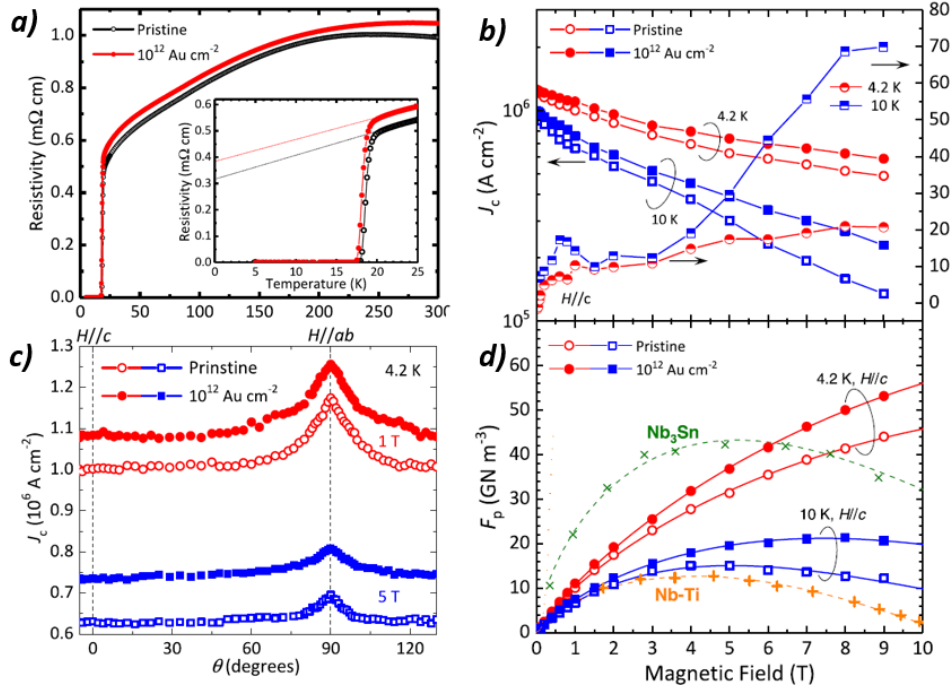 a)
Pristine
10¹² Au cm⁻²
Resistivity (mΩ cm)
1.0
0.8
0.6
0.4
0.2
0.0
0 50 100 150 200 250 300
Resistivity (mΩ cm)
0.6
0.5
0.4
0.3
0.2
0.1
0.0
0 5 10 15 20 25
Temperature (K)
b)
Pristine
10¹² Au cm⁻²
4.2 K
10 K
4.2 K
10 K
H//c
Jc (A cm⁻²)
10⁶
10⁵
80
70
60
50
40
30
20
10
0
c)
H//c
H//ab
Pristine
10¹² Au cm⁻²
4.2 K
1 T
5 T
Jc (10⁶ A cm⁻²)
1.3
1.2
1.1
1.0
0.9
0.8
0.7
0.6
0 30 60 90 120
θ (degrees)
d)
Pristine
10¹² Au cm⁻²
4.2 K, H//c
Nb₃Sn
10 K, H//c
Nb-Ti
Fp (GN m⁻³)
60
50
40
30
20
10
0
0 1 2 3 4 5 6 7 8 9 10
Magnetic Field (T)